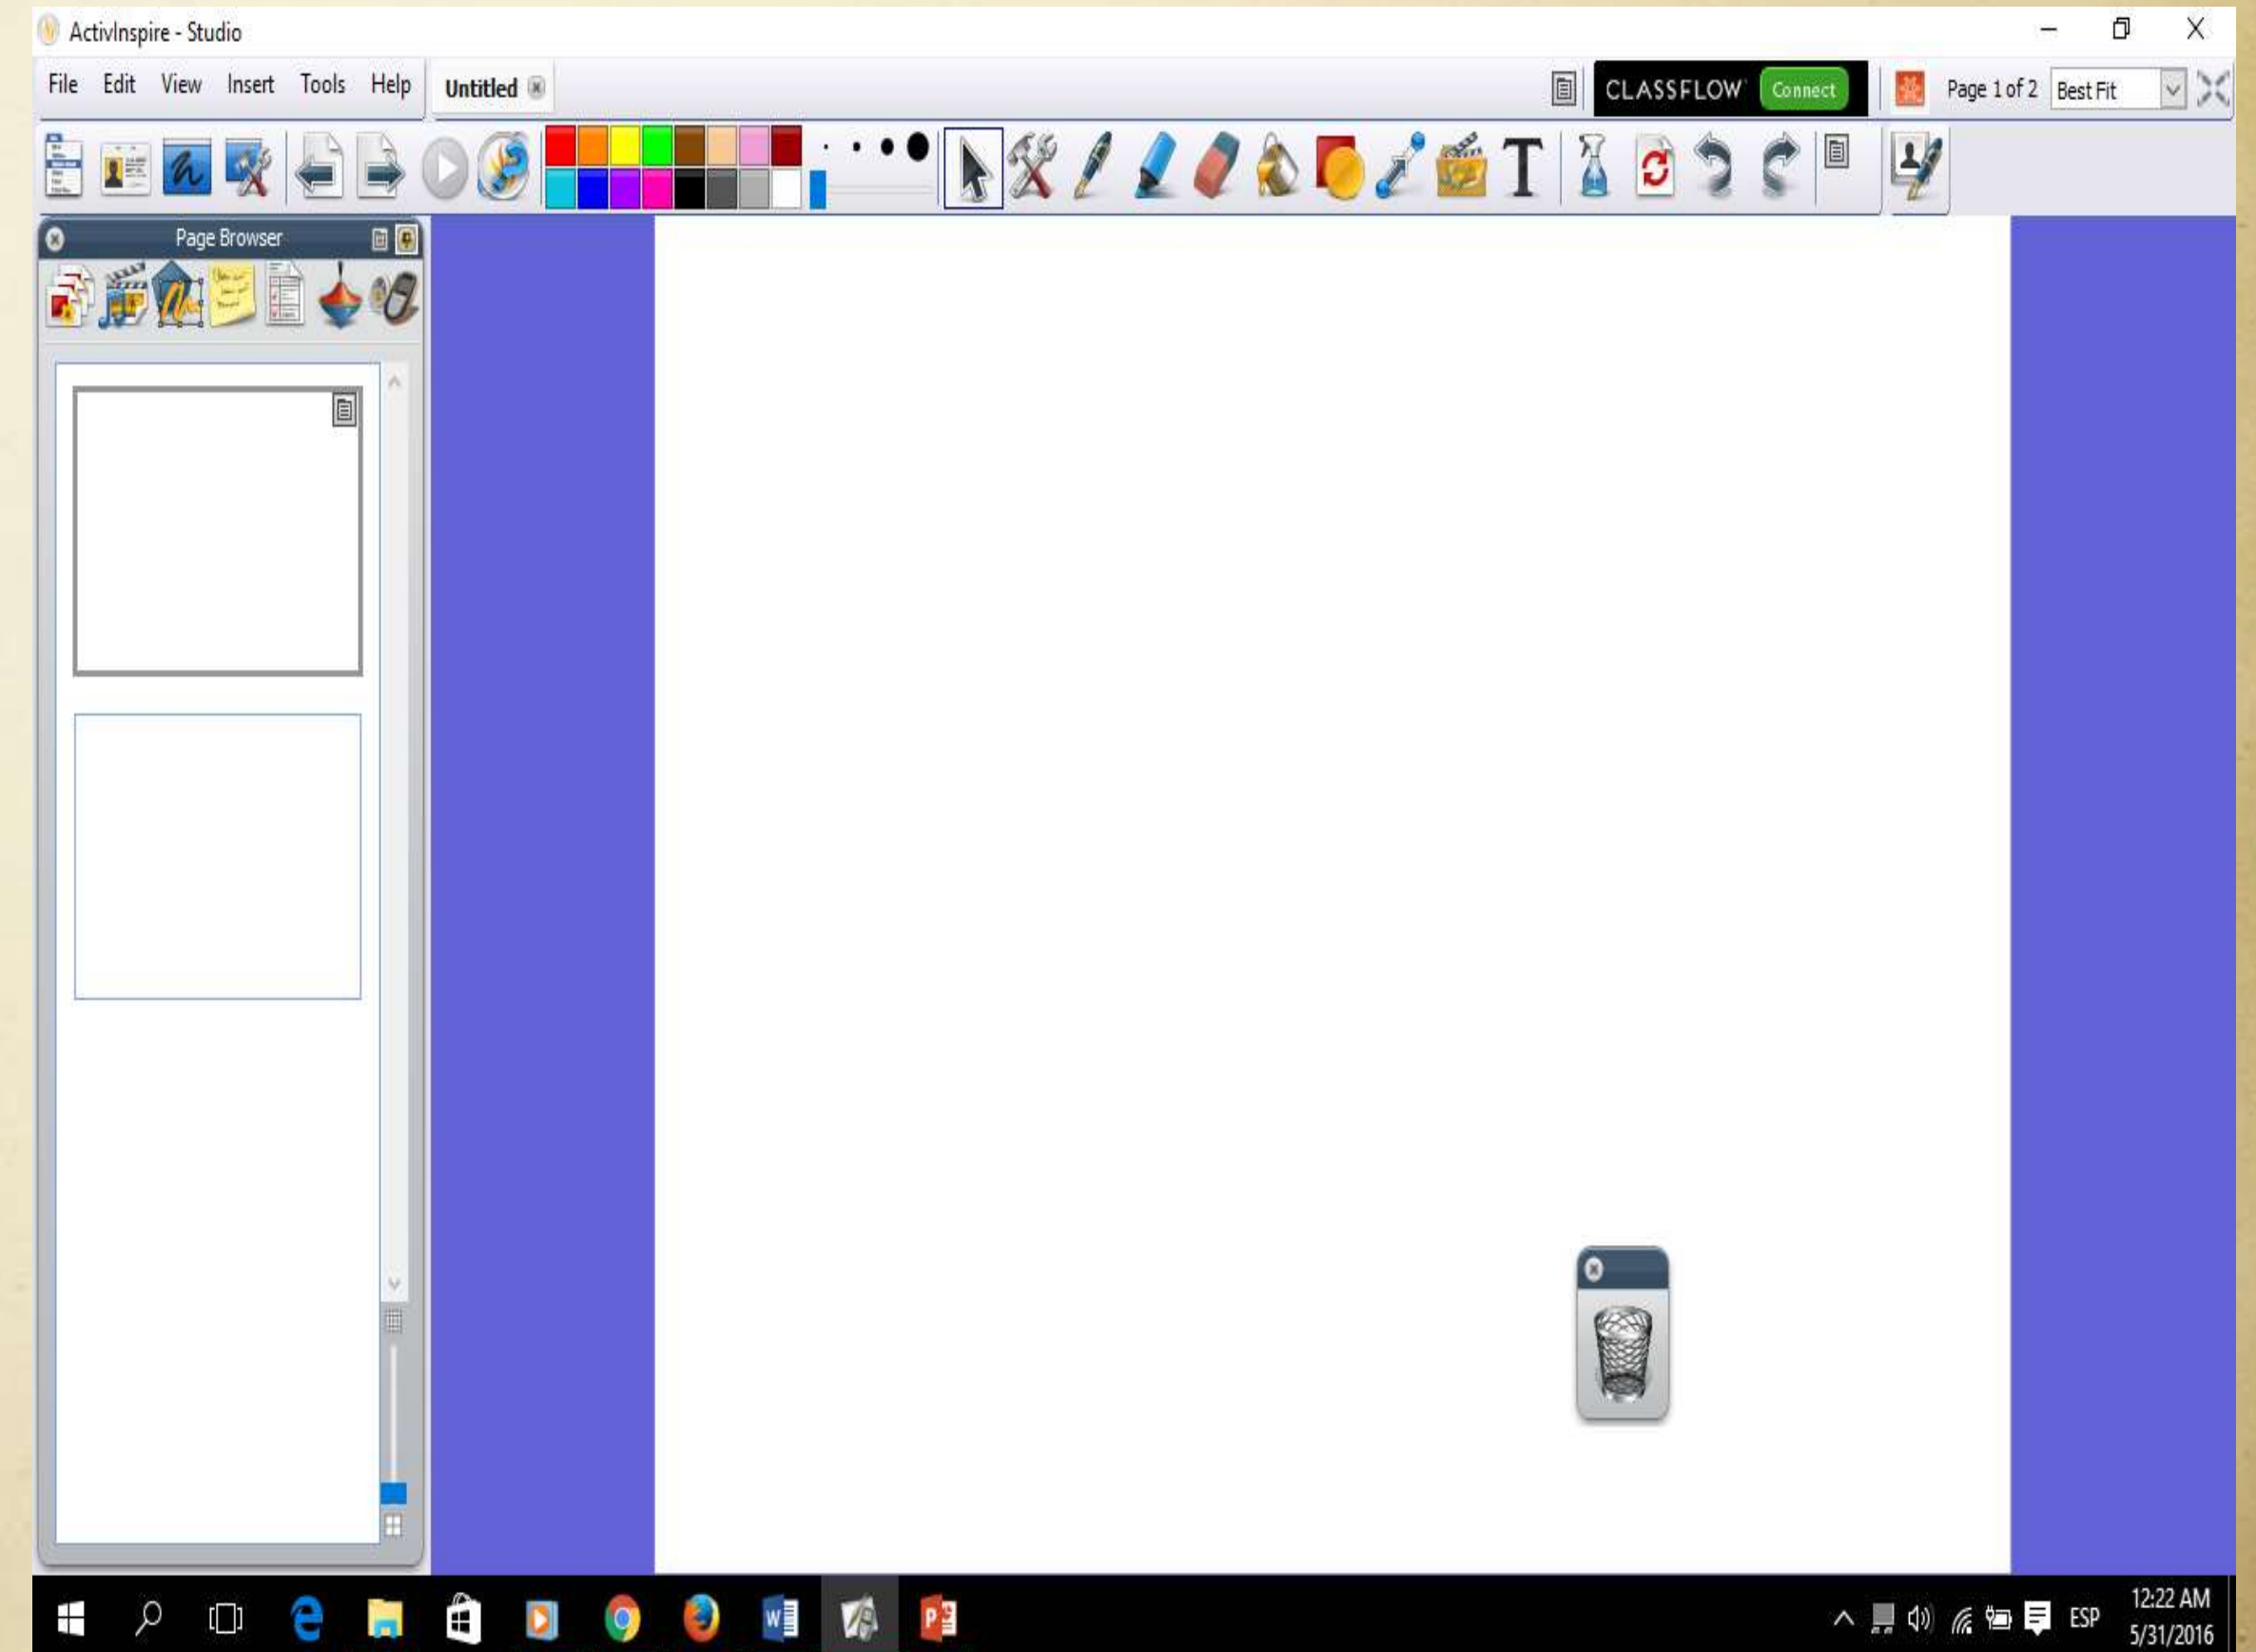 ActivInspire - Studio
File Edit View Insert Tools Help Untitled CLASSFLOW Connect Page 1 of 2 Best Fit
T
Page Browser
ESP 12:22 AM
5/31/2016